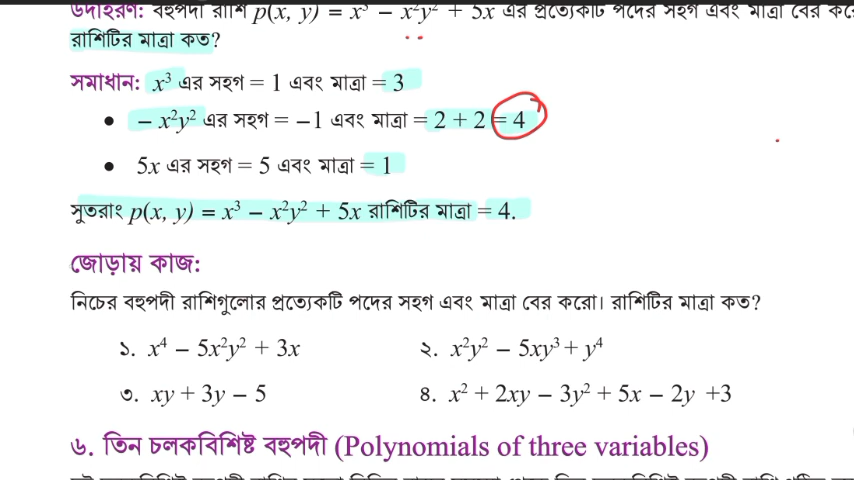 উদাহরণ: বহুপদী রাশি p(x, y) = x³ − x²y² + 5x এর প্রত্যেকটি পদের সহগ এবং মাত্রা বের করো
রাশিটির মাত্রা কত?
সমাধান: x³ এর সহগ = 1 এবং মাত্রা = 3
• − x²y² এর সহগ = −1 এবং মাত্রা = 2 + 2 = 4
• 5x এর সহগ = 5 এবং মাত্রা = 1
সুতরাং p(x, y) = x³ − x²y² + 5x রাশিটির মাত্রা = 4.
জোড়ায় কাজ:
নিচের বহুপদী রাশিগুলোর প্রত্যেকটি পদের সহগ এবং মাত্রা বের করো। রাশিটির মাত্রা কত?
১. x⁴ − 5x²y² + 3x ২. x²y² − 5xy³ + y⁴
৩. xy + 3y − 5 ৪. x² + 2xy − 3y² + 5x − 2y +3
৬. তিন চলকবিশিষ্ট বহুপদী (Polynomials of three variables)